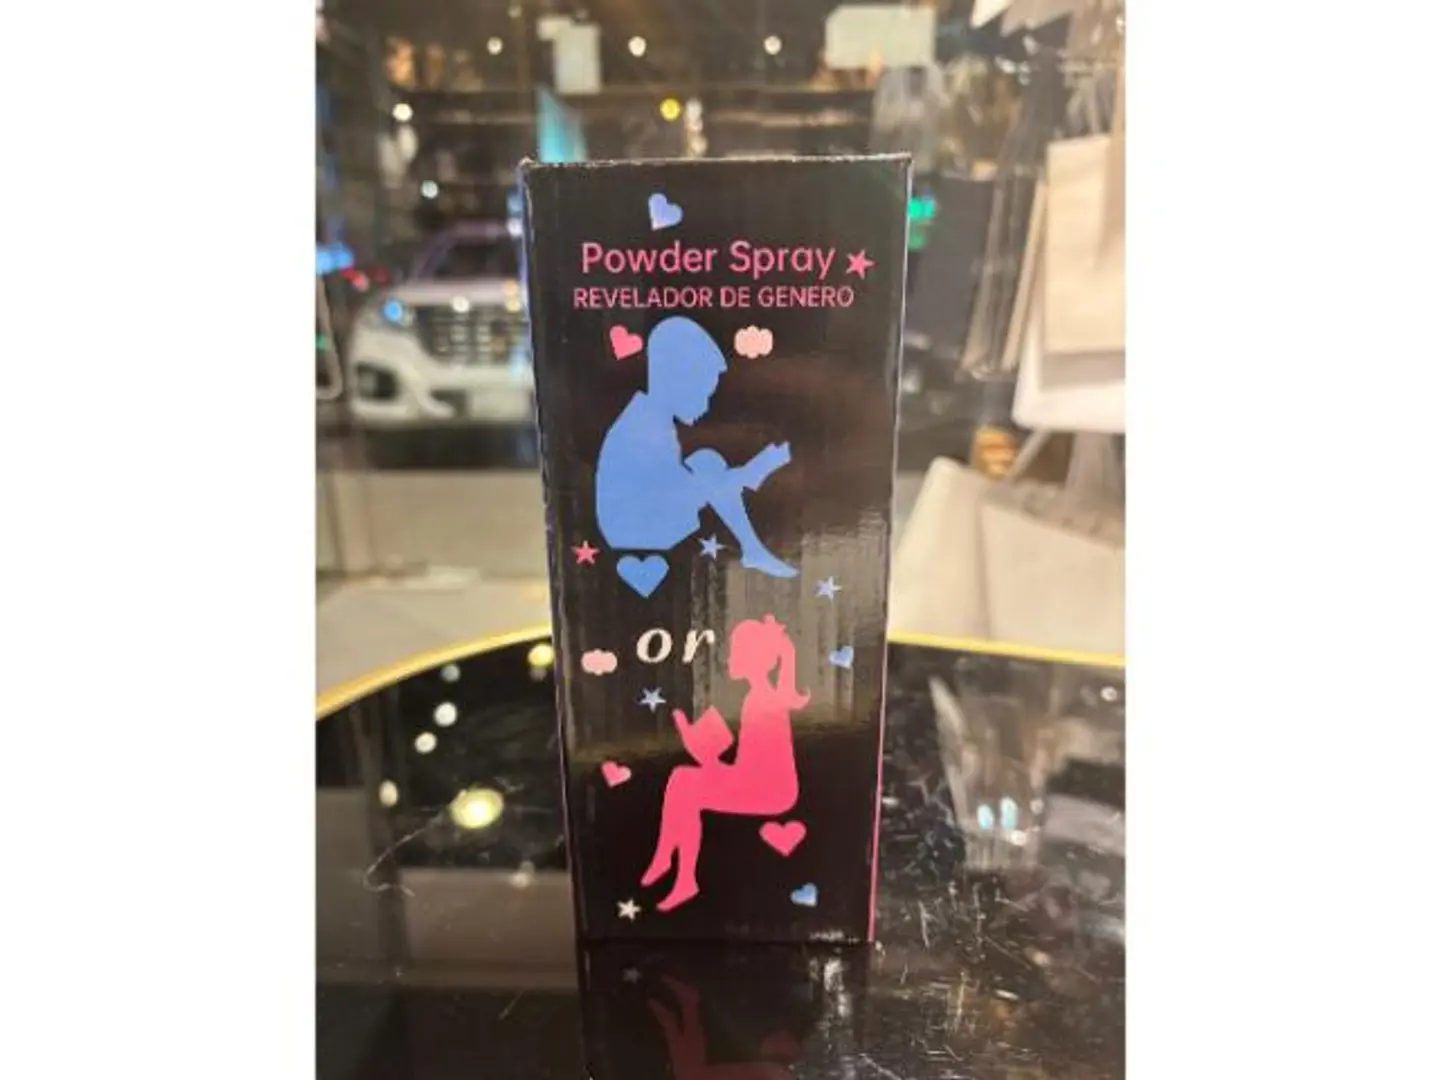 Powder Spray
REVELADOR DE GENERO
or